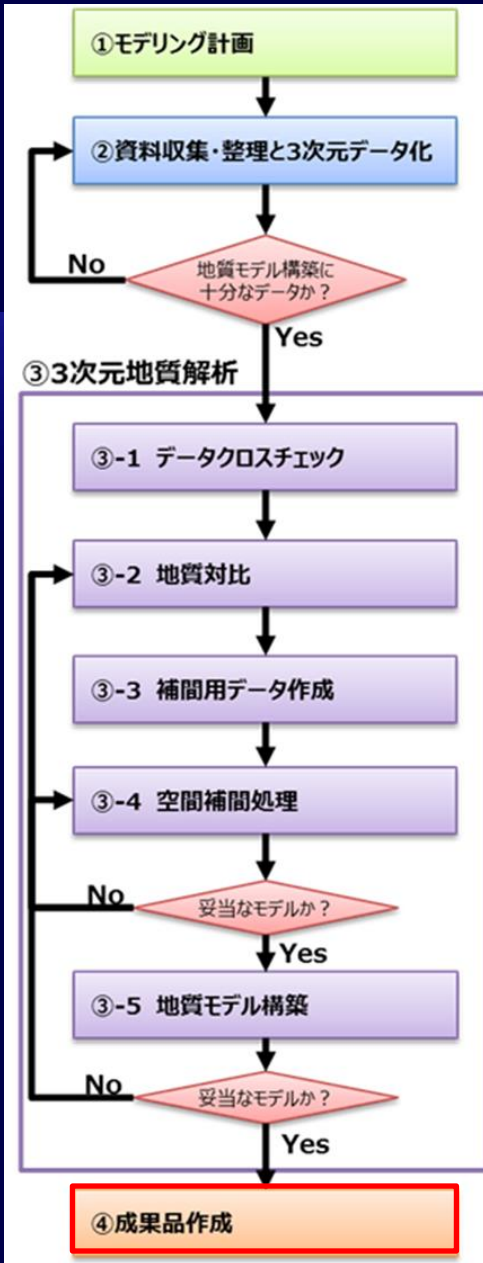 ①モデリング計画
②資料収集・整理と3次元データ化
地質モデル構築に
十分なデータか？
No
Yes
③3次元地質解析
③-1 データクロスチェック
③-2 地質対比
③-3 補間用データ作成
③-4 空間補間処理
No
妥当なモデルか？
Yes
③-5 地質モデル構築
No
妥当なモデルか？
Yes
④成果品作成